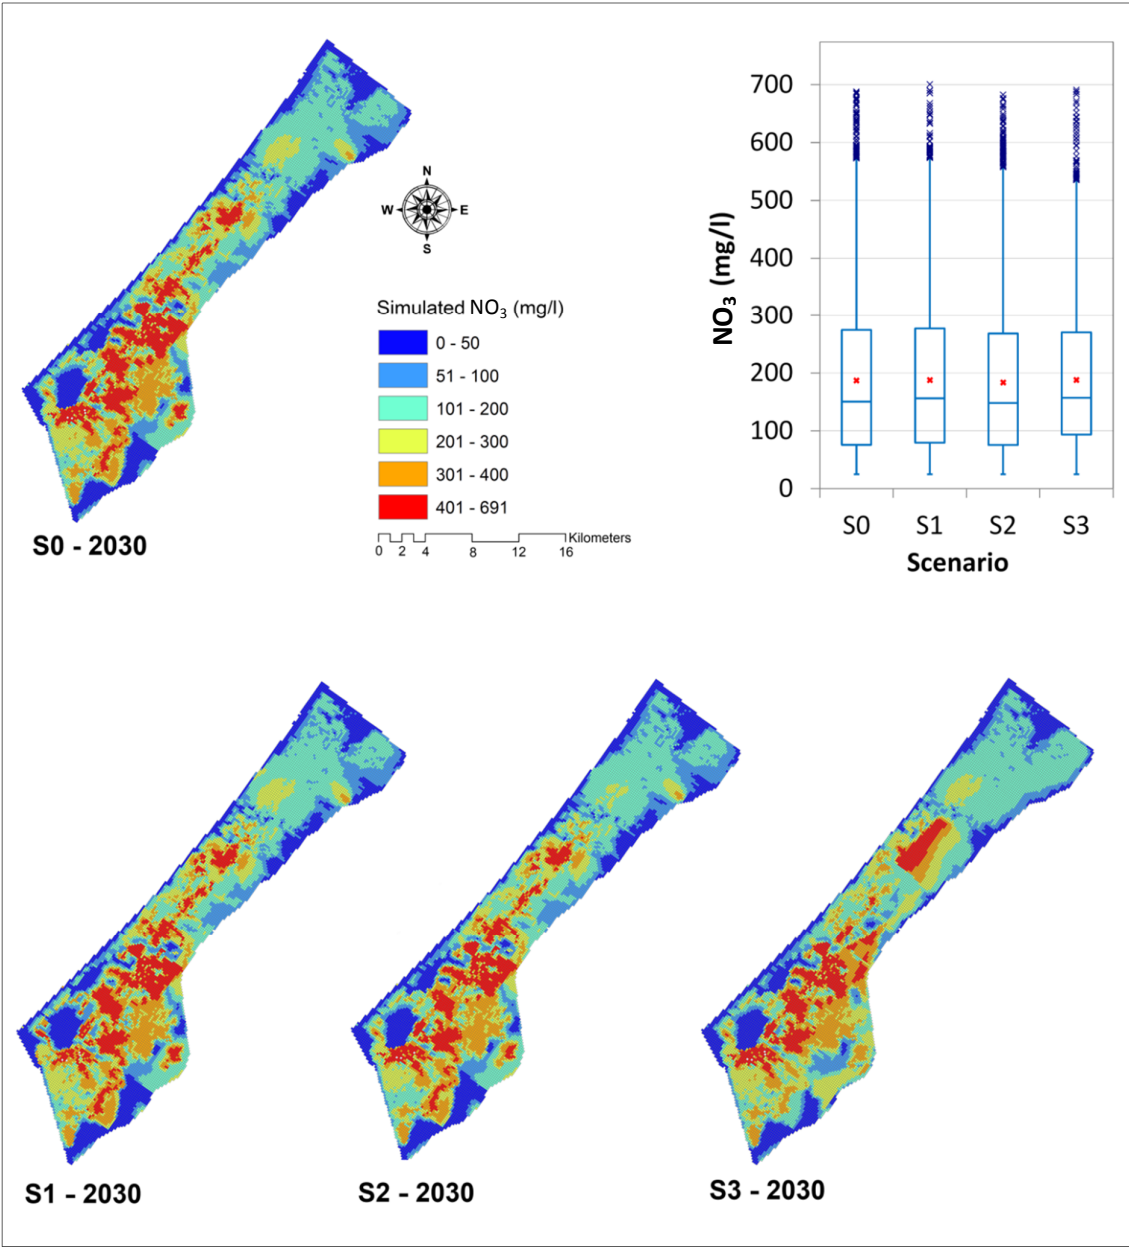 N
W E
S
Simulated NO₃ (mg/l)
0 - 50
51 - 100
101 - 200
201 - 300
301 - 400
401 - 691
Kilometers
0 2 4 8 12 16
S0 - 2030
NO₃ (mg/l)
700
600
500
400
300
200
100
0
S0 S1 S2 S3
Scenario
S1 - 2030
S2 - 2030
S3 - 2030